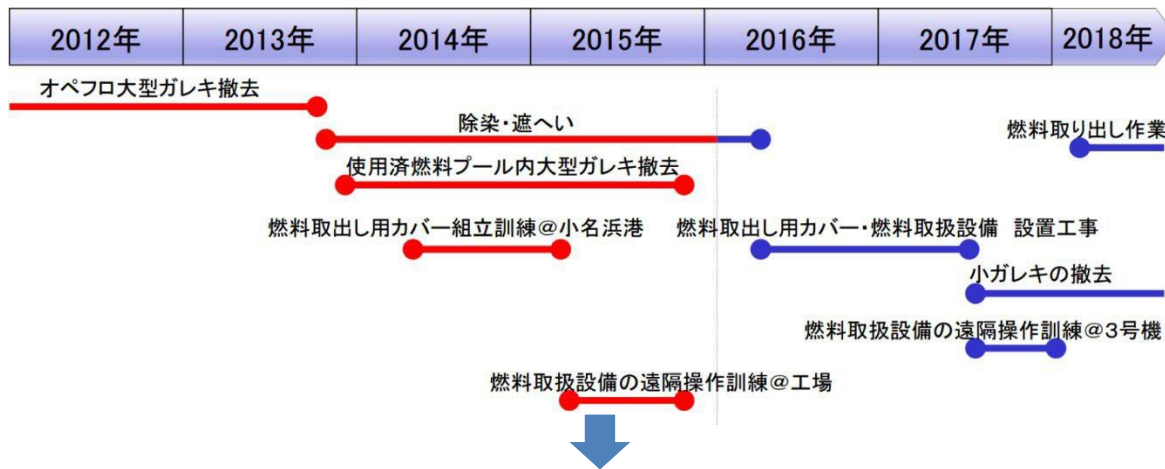 2012年 2013年 2014年 2015年 2016年 2017年 2018年
オペフロ大型ガレキ撤去
除染・遮へい
燃料取り出し作業
使用済燃料プール内大型ガレキ撤去
燃料取出し用カバー組立訓練＠小名浜港
燃料取出し用カバー・燃料取扱設備 設置工事
小ガレキの撤去
燃料取扱設備の遠隔操作訓練＠3号機
燃料取扱設備の遠隔操作訓練＠工場